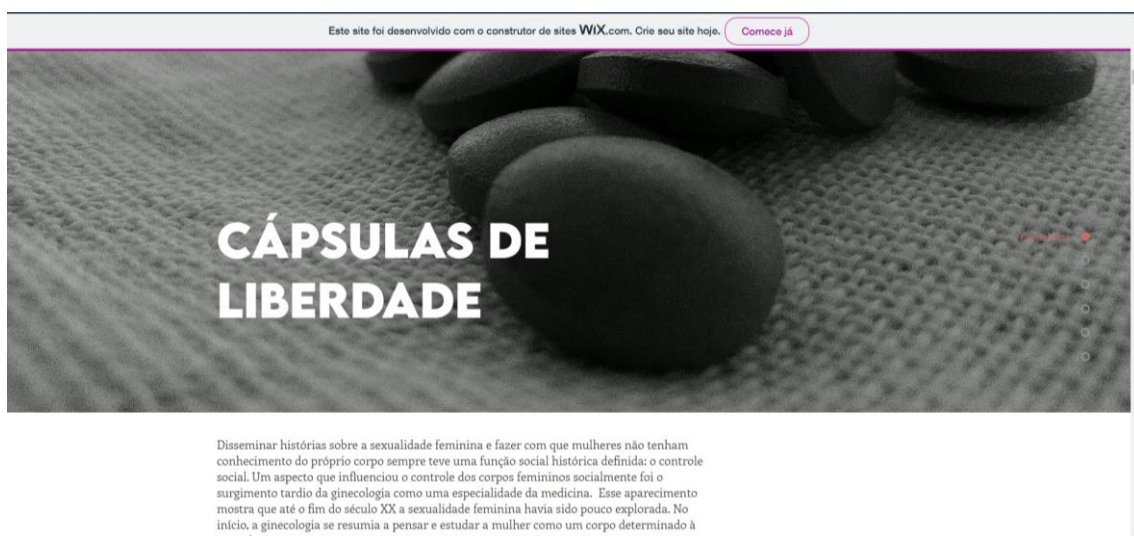 Este site foi desenvolvido com o construtor de sites WiX.com. Crie seu site hoje. Comece já
CÁPSULAS DE
LIBERDADE
Disseminar histórias sobre a sexualidade feminina e fazer com que mulheres não tenham
conhecimento do próprio corpo sempre teve uma função social histórica definida: o controle
social. Um aspecto que influenciou o controle dos corpos femininos socialmente foi o
surgimento tardio da ginecologia como uma especialidade da medicina. Esse aparecimento
mostra que até o fim do século XX a sexualidade feminina havia sido pouco explorada. No
início, a ginecologia se resumia a pensar e estudar a mulher como um corpo determinado à